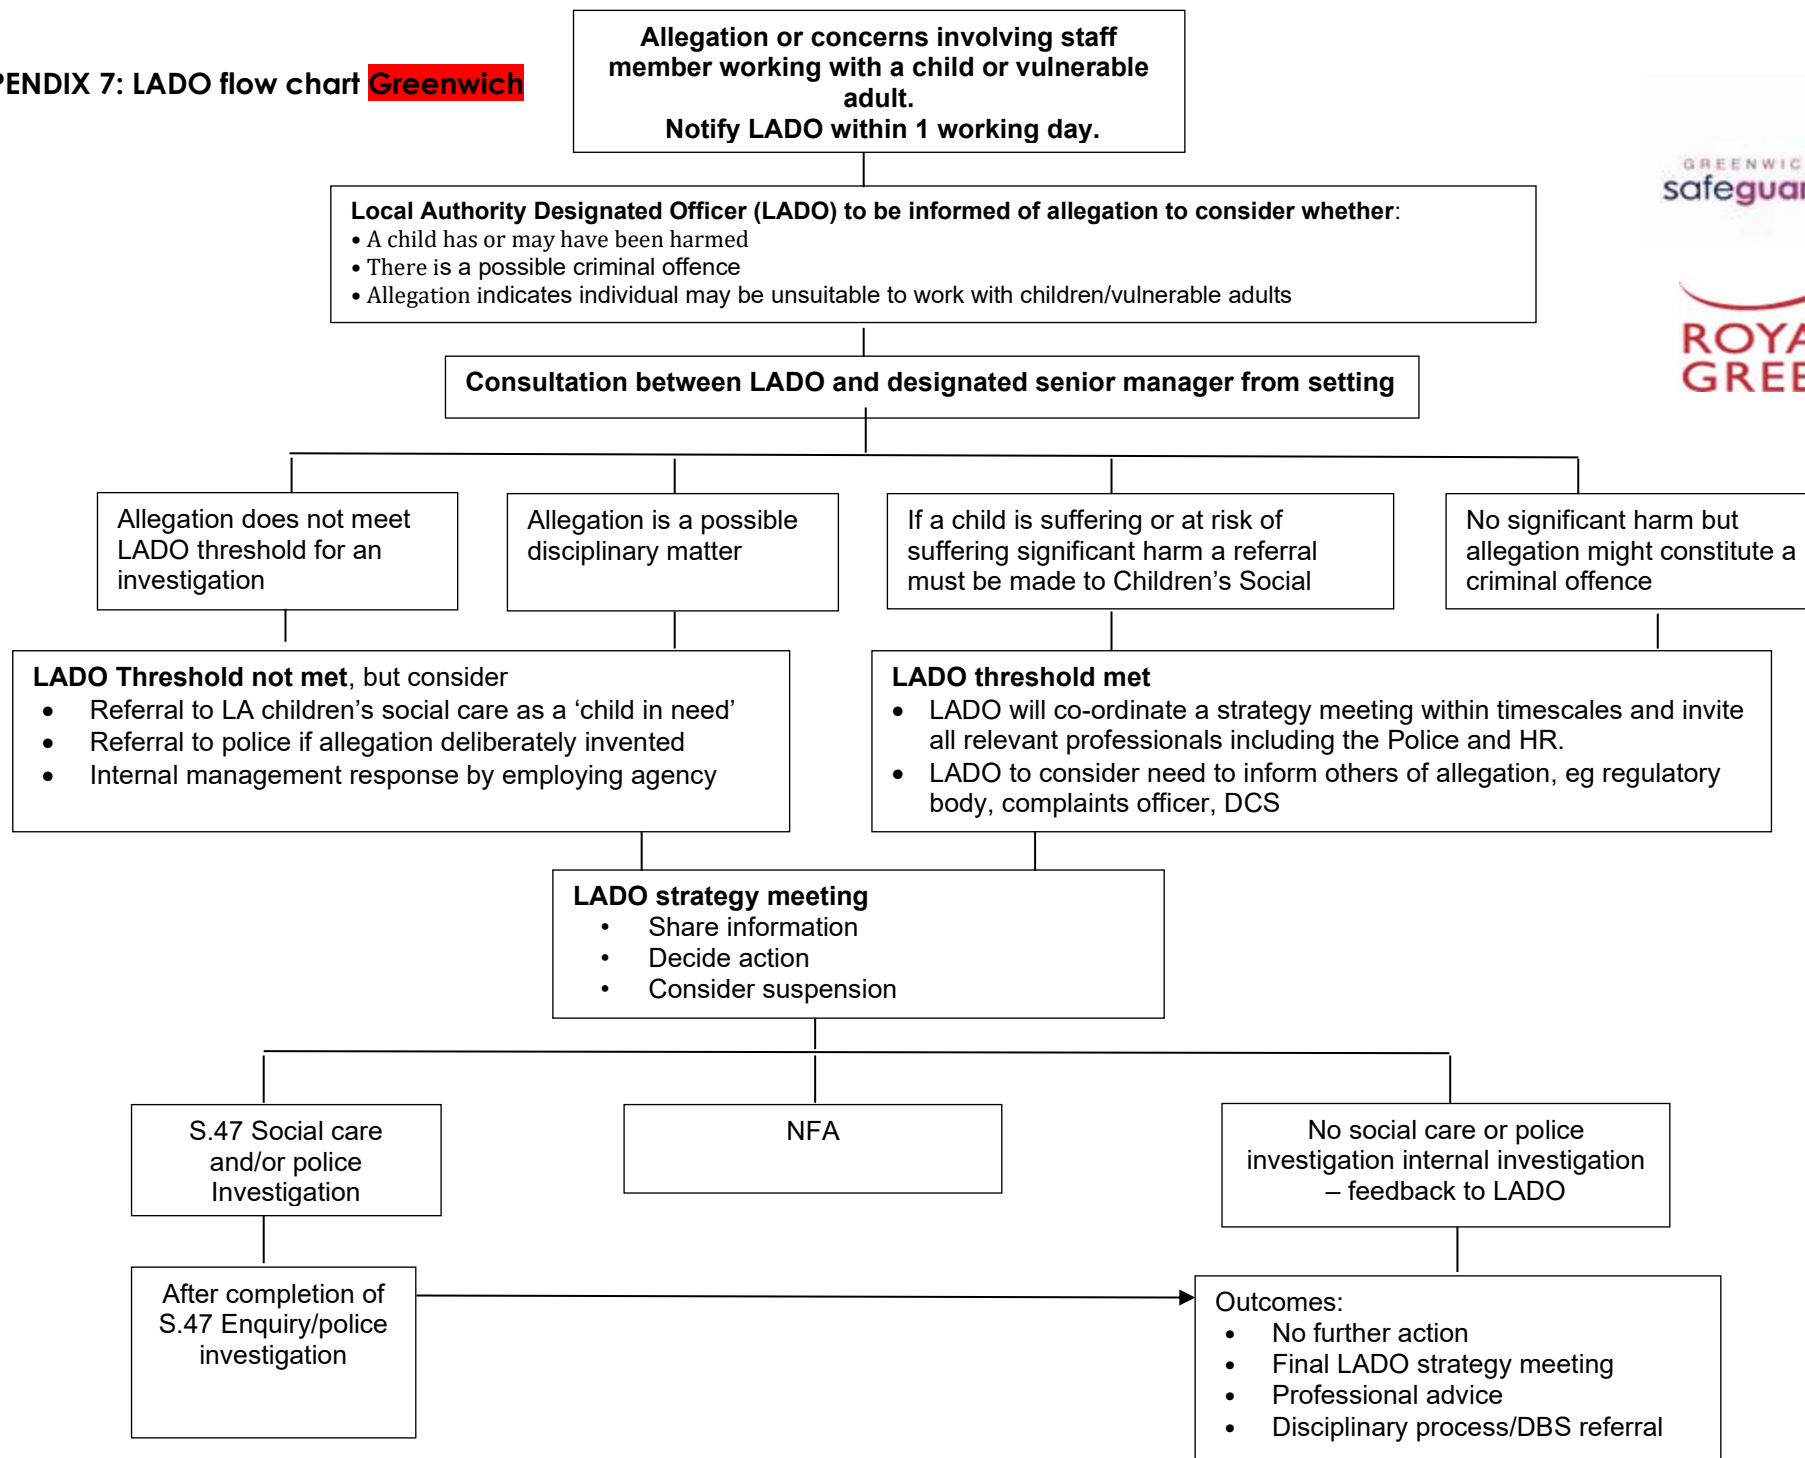 PENDIX 7: LADO flow chart Greenwich
Allegation or concerns involving staff
member working with a child or vulnerable
adult.
Notify LADO within 1 working day.
GREENWIC
safeguar
ROYA
GREE
Local Authority Designated Officer (LADO) to be informed of allegation to consider whether:
• A child has or may have been harmed
• There is a possible criminal offence
• Allegation indicates individual may be unsuitable to work with children/vulnerable adults
Consultation between LADO and designated senior manager from setting
Allegation does not meet
LADO threshold for an
investigation
Allegation is a possible
disciplinary matter
If a child is suffering or at risk of
suffering significant harm a referral
must be made to Children’s Social
No significant harm but
allegation might constitute a
criminal offence
LADO Threshold not met, but consider
• Referral to LA children’s social care as a ‘child in need’
• Referral to police if allegation deliberately invented
• Internal management response by employing agency
LADO threshold met
• LADO will co-ordinate a strategy meeting within timescales and invite
all relevant professionals including the Police and HR.
• LADO to consider need to inform others of allegation, eg regulatory
body, complaints officer, DCS
LADO strategy meeting
• Share information
• Decide action
• Consider suspension
S.47 Social care
and/or police
Investigation
NFA
No social care or police
investigation internal investigation
– feedback to LADO
After completion of
S.47 Enquiry/police
investigation
Outcomes:
• No further action
• Final LADO strategy meeting
• Professional advice
• Disciplinary process/DBS referral